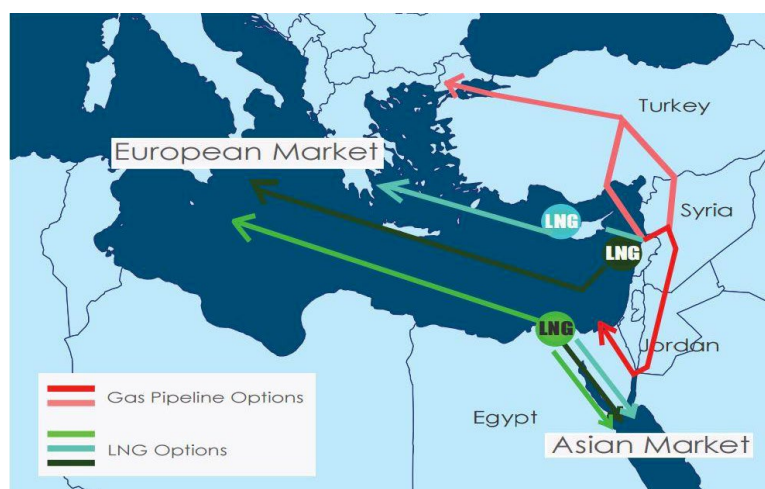 Turkey
European Market
Syria
LNG
LNG
LNG
Jordan
Gas Pipeline Options
Egypt
Asian Market
LNG Options